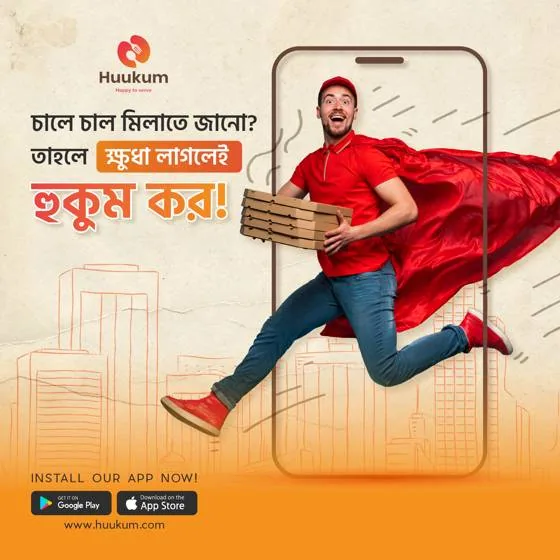 Huukum
Happy to serve
চালে চাল মিলাতে জানো?
তাহলে ক্ষুধা লাগলেই
হুকুম কর!
INSTALL OUR APP NOW!
GET IT ON
Google Play
Download on the
App Store
www.huukum.com